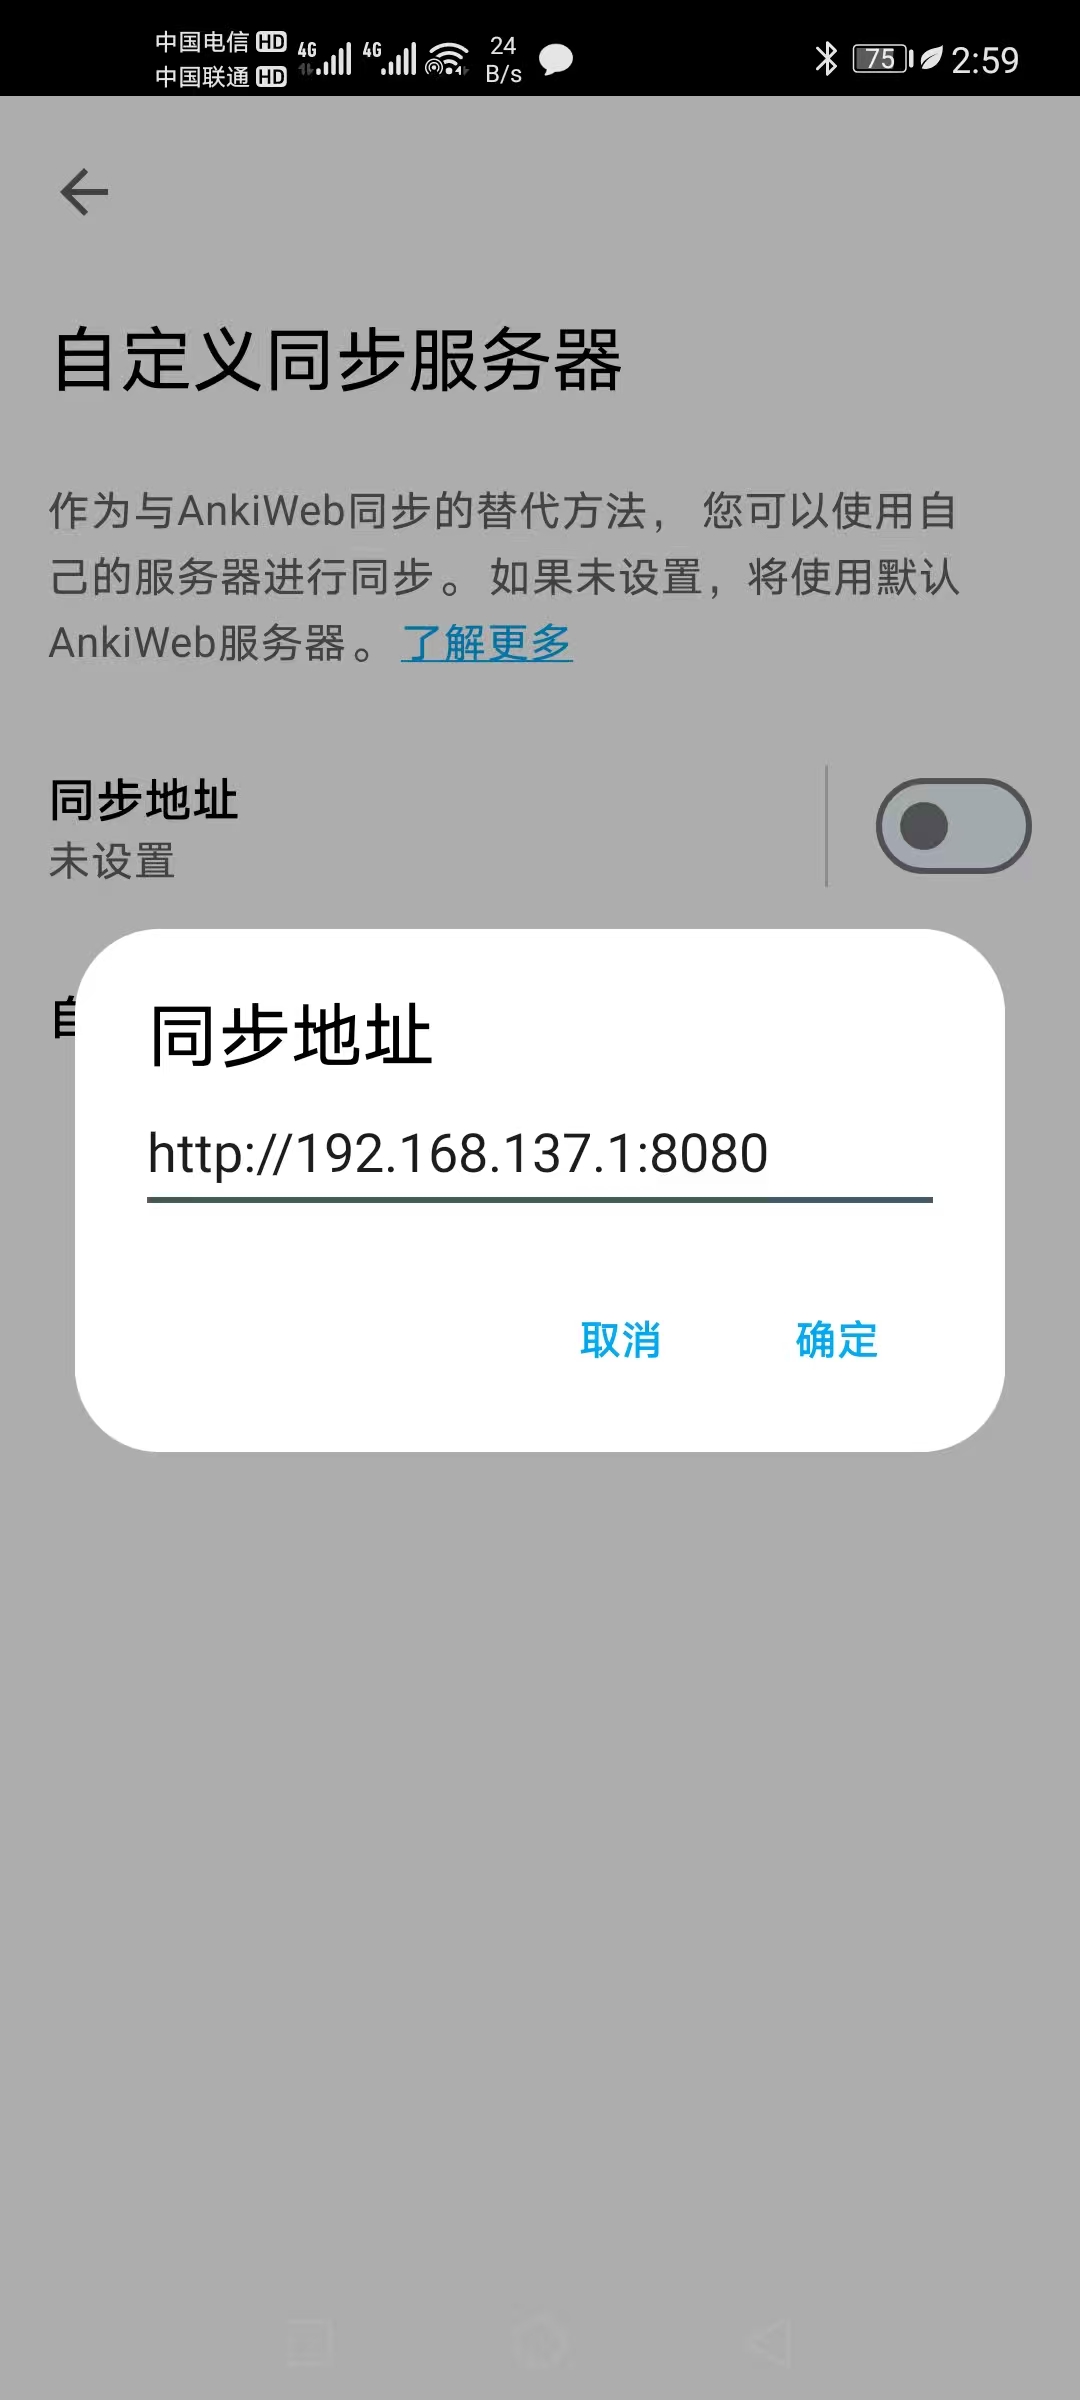 中国电信 HD 4G 4G 24 75 2:59
中国联通 HD B/s
自定义同步服务器
作为与AnkiWeb同步的替代方法， 您可以使用自
己的服务器进行同步。 如果未设置，将使用默认
AnkiWeb服务器。 了解更多
同步地址
未设置
同步地址
http://192.168.137.1:8080
取消 确定